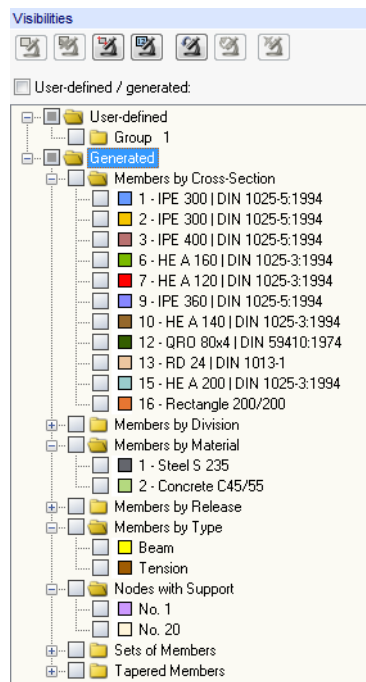 Visibilities
User-defined / generated:
User-defined
Group 1
Generated
Members by Cross-Section
1 - IPE 300 | DIN 1025-5:1994
2 - IPE 300 | DIN 1025-5:1994
3 - IPE 400 | DIN 1025-5:1994
6 - HE A 160 | DIN 1025-3:1994
7 - HE A 120 | DIN 1025-3:1994
9 - IPE 360 | DIN 1025-5:1994
10 - HE A 140 | DIN 1025-3:1994
12 - QRO 80x4 | DIN 59410:1974
13 - RD 24 | DIN 1013-1
15 - HE A 200 | DIN 1025-3:1994
16 - Rectangle 200/200
Members by Division
Members by Material
1 - Steel S 235
2 - Concrete C45/55
Members by Release
Members by Type
Beam
Tension
Nodes with Support
No. 1
No. 20
Sets of Members
Tapered Members